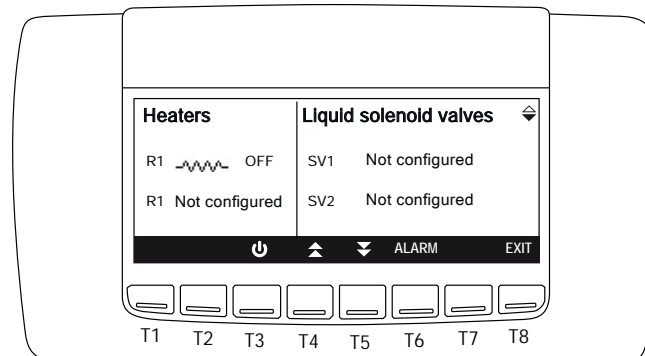 Heaters
Liquid solenoid valves
R1 OFF
SV1 Not configured
R1 Not configured
SV2 Not configured
ALARM EXIT
T1 T2 T3 T4 T5 T6 T7 T8